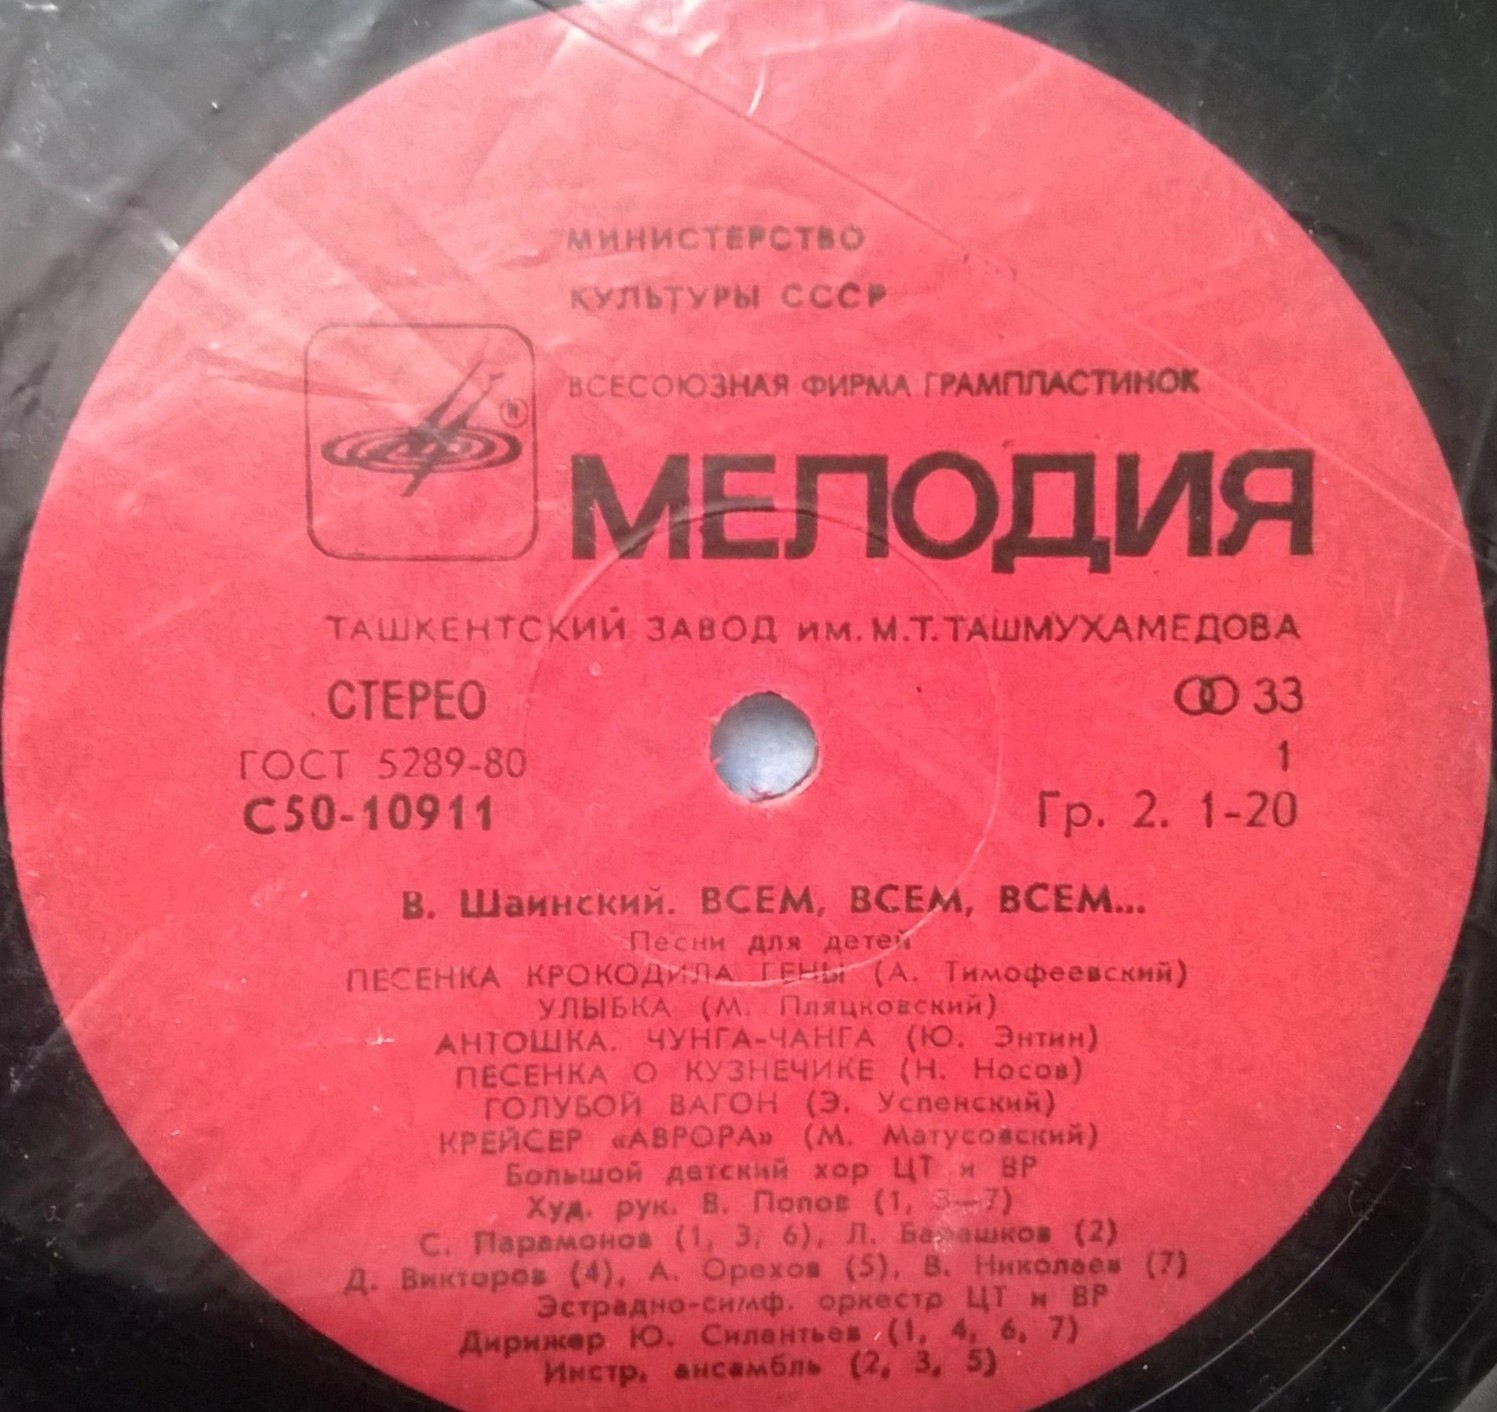 МИНИСТЕРСТВО
КУЛЬТУРЫ СССР
ВСЕСОЮЗНАЯ ФИРМА ГРАМПЛАСТИНОК
МЕЛОДИЯ
ТАШКЕНТСКИЙ ЗАВОД им. М.Т. ТАШМУХАМЕДОВА
СТЕРЕО 33
ГОСТ 5289-80 1
С50-10911 Гр. 2. 1-20
В. Шаинский. ВСЕМ, ВСЕМ, ВСЕМ...
Песни для детей
ПЕСЕНКА КРОКОДИЛА ГЕНЫ (А. Тимофеевский)
УЛЫБКА (М. Пляцковский)
АНТОШКА. ЧУНГА-ЧАНГА (Ю. Энтин)
ПЕСЕНКА О КУЗНЕЧИКЕ (Н. Носов)
ГОЛУБОЙ ВАГОН (Э. Успенский)
КРЕЙСЕР «АВРОРА» (М. Матусовский)
Большой детский хор ЦТ и ВР
Худ. рук. В. Попов (1, 3—7)
С. Парамонов (1, 3, 6), Л. Барашков (2)
Д. Викторов (4), А. Орехов (5), В. Николаев (7)
Эстрадно-симф. оркестр ЦТ и ВР
Дирижер Ю. Силантьев (1, 4, 6, 7)
Инстр. ансамбль (2, 3, 5)